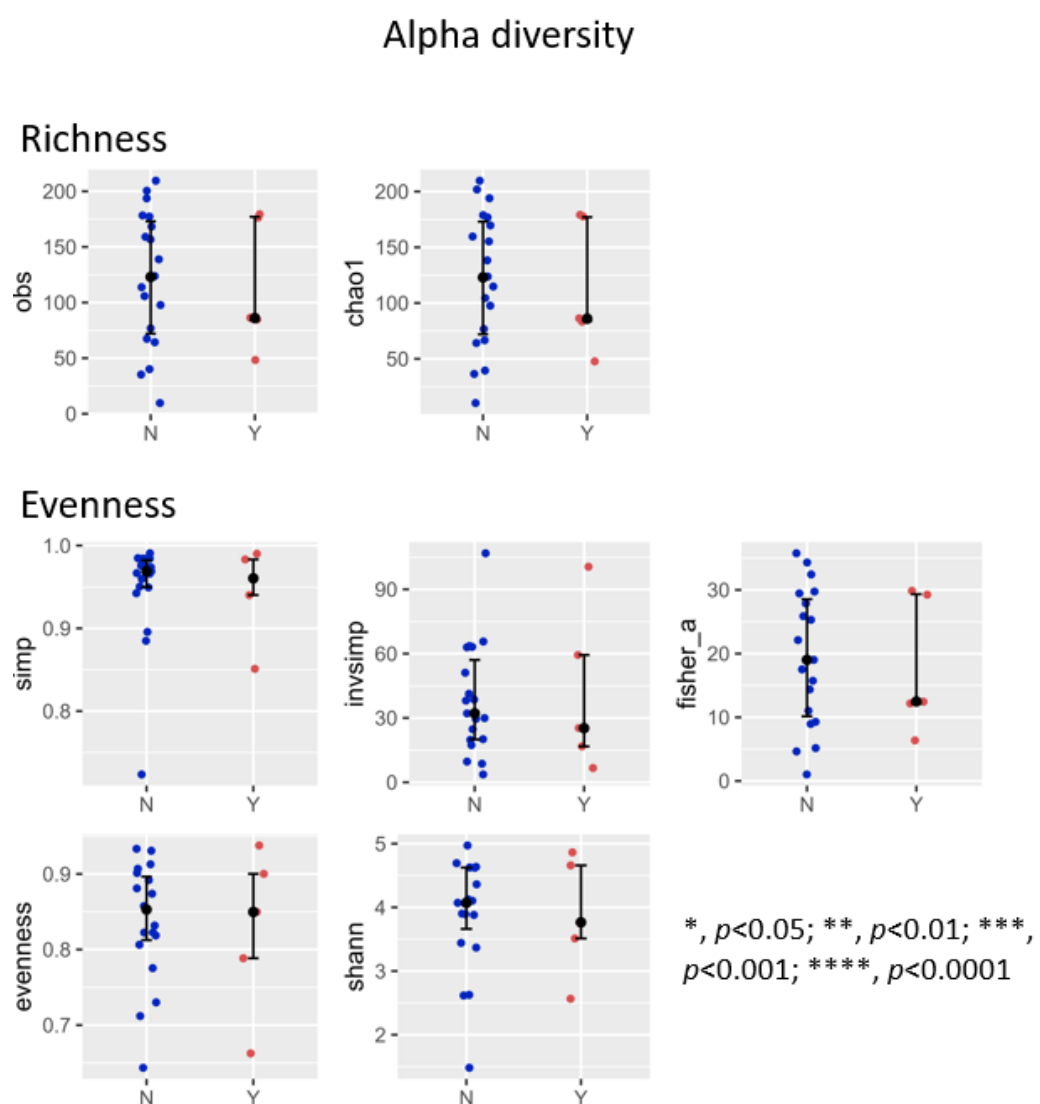 Alpha diversity
Richness
obs
200
150
100
50
0
N Y
chao1
200
150
100
50
N Y
Evenness
simp
1.0
0.9
0.8
N Y
invsimp
90
60
30
0
N Y
fisher_a
30
20
10
0
N Y
evenness
0.9
0.8
0.7
N Y
shann
5
4
3
2
N Y
*, p<0.05; **, p<0.01; ***,
p<0.001; ****, p<0.0001